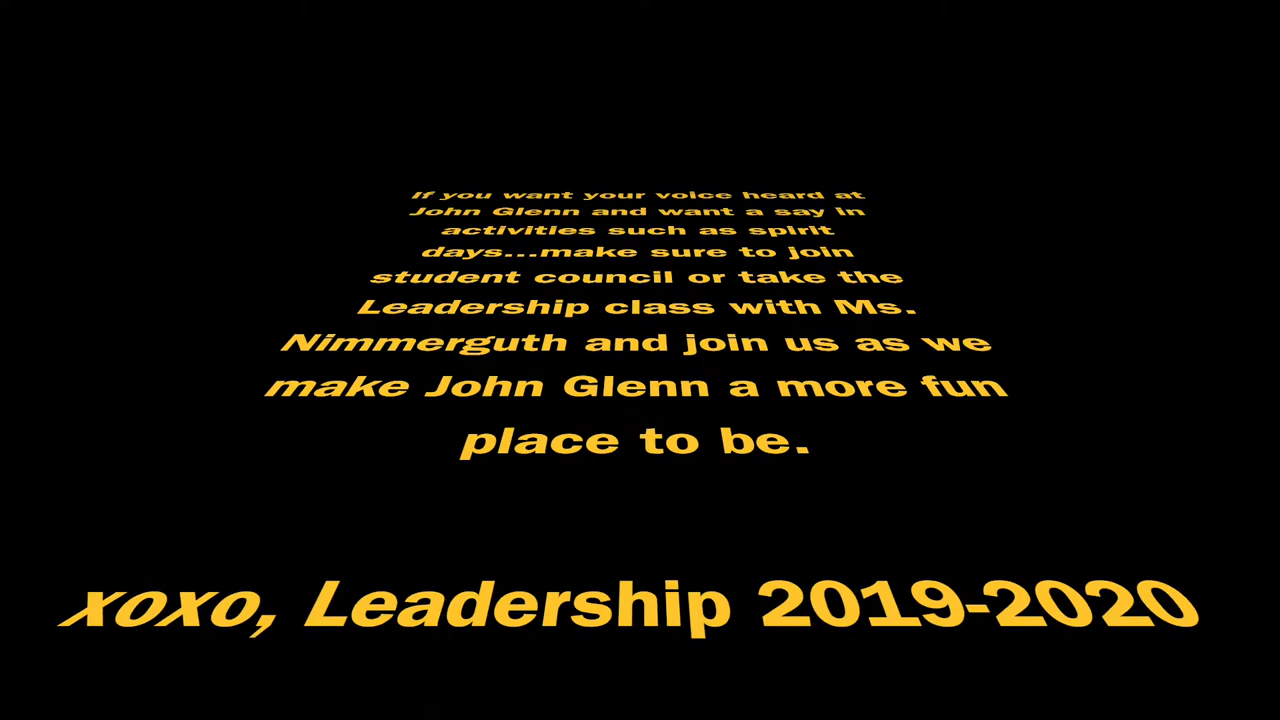 If you want your voice heard at
John Glenn and want a say in
activities such as spirit
days...make sure to join
student council or take the
Leadership class with Ms.
Nimmerguth and join us as we
make John Glenn a more fun
place to be.
xoxo, Leadership 2019-2020